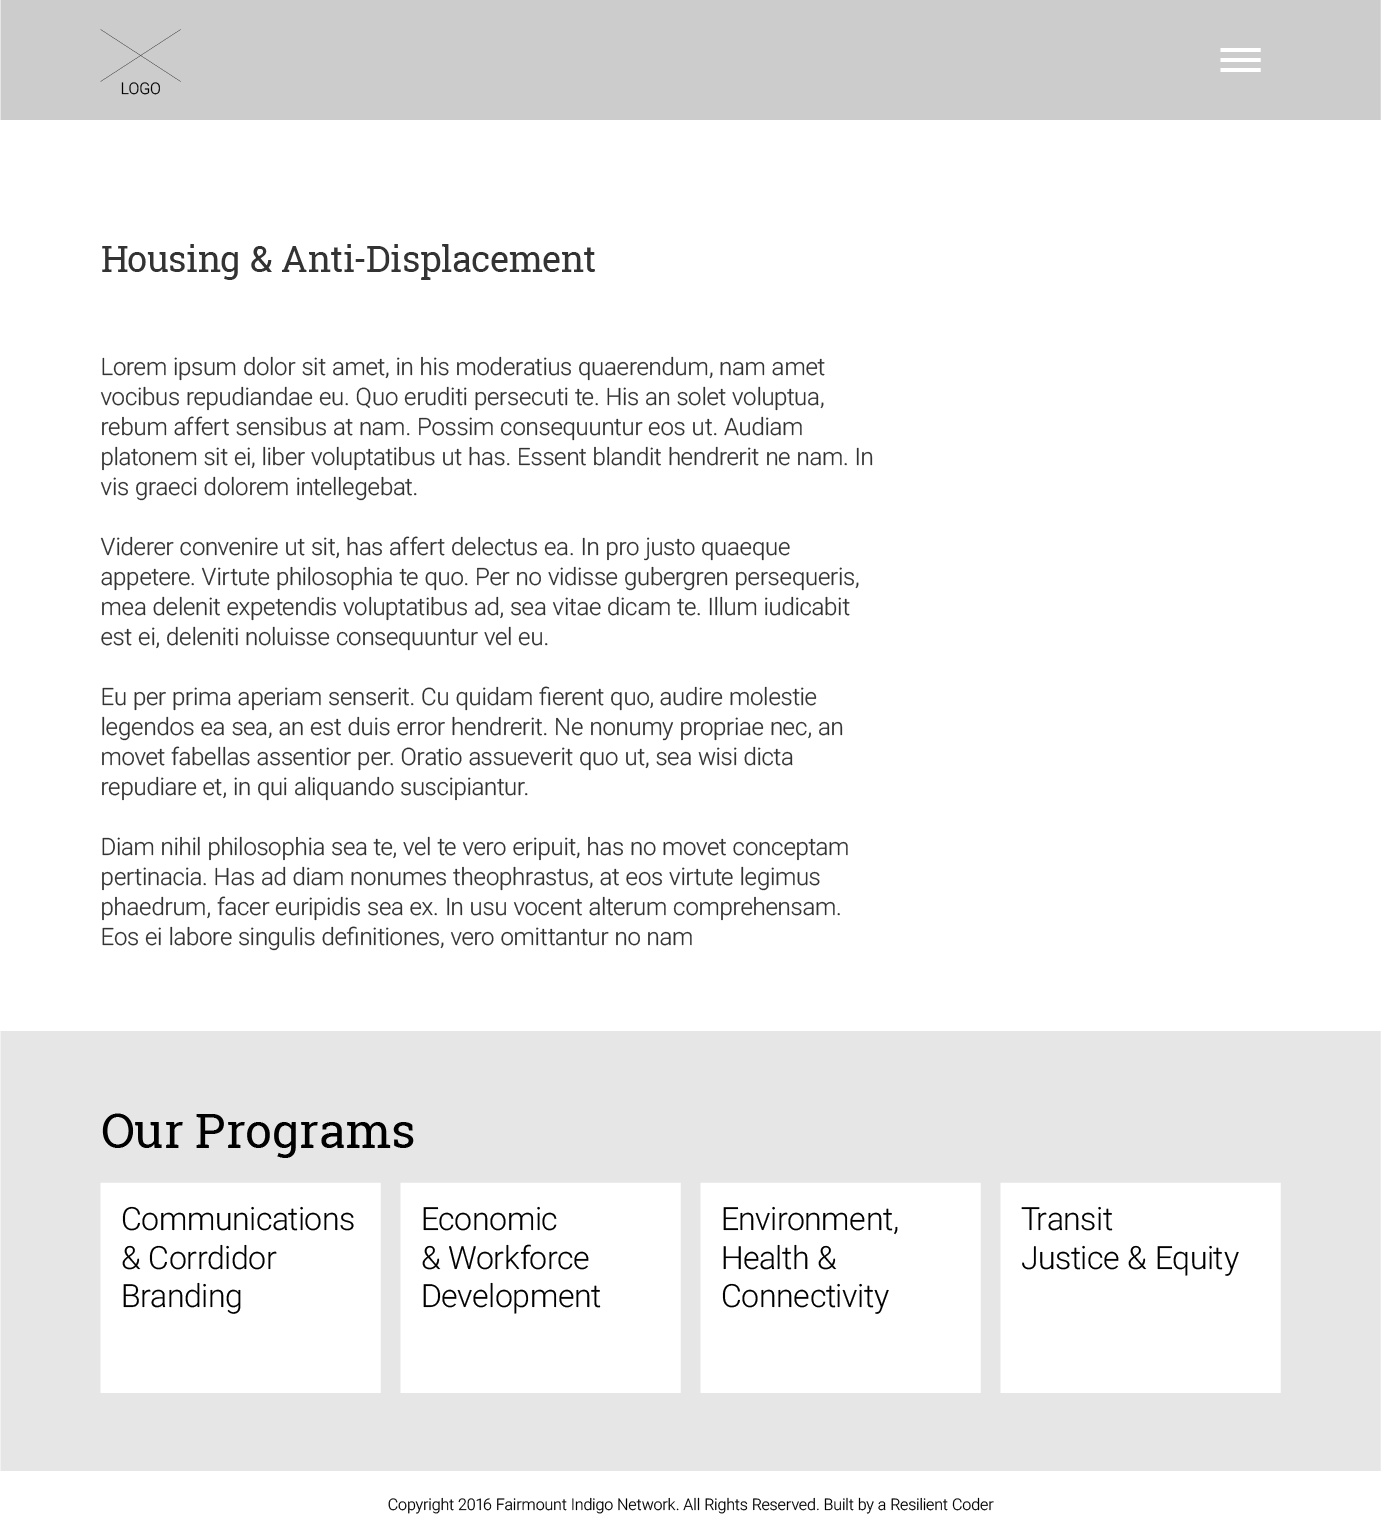 LOGO
Housing & Anti-Displacement
Lorem ipsum dolor sit amet, in his moderatius quaerendum, nam amet
vocibus repudiandae eu. Quo eruditi persecuti te. His an solet voluptua,
rebum affert sensibus at nam. Possim consequuntur eos ut. Audiam
platonem sit ei, liber voluptatibus ut has. Essent blandit hendrerit ne nam. In
vis graeci dolorem intellegebat.
Viderer convenire ut sit, has affert delectus ea. In pro justo quaeque
appetere. Virtute philosophia te quo. Per no vidisse gubergren persequeris,
mea delenit expetendis voluptatibus ad, sea vitae dicam te. Illum iudicabit
est ei, deleniti noluisse consequuntur vel eu.
Eu per prima aperiam senserit. Cu quidam fierent quo, audire molestie
legendos ea sea, an est duis error hendrerit. Ne nonumy propriae nec, an
movet fabellas assentior per. Oratio assueverit quo ut, sea wisi dicta
repudiare et, in qui aliquando suscipiantur.
Diam nihil philosophia sea te, vel te vero eripuit, has no movet conceptam
pertinacia. Has ad diam nonumes theophrastus, at eos virtute legimus
phaedrum, facer euripidis sea ex. In usu vocent alterum comprehensam.
Eos ei labore singulis definitiones, vero omittantur no nam
Our Programs
Communications
& Corrdidor
Branding
Economic
& Workforce
Development
Environment,
Health &
Connectivity
Transit
Justice & Equity
Copyright 2016 Fairmount Indigo Network. All Rights Reserved. Built by a Resilient Coder